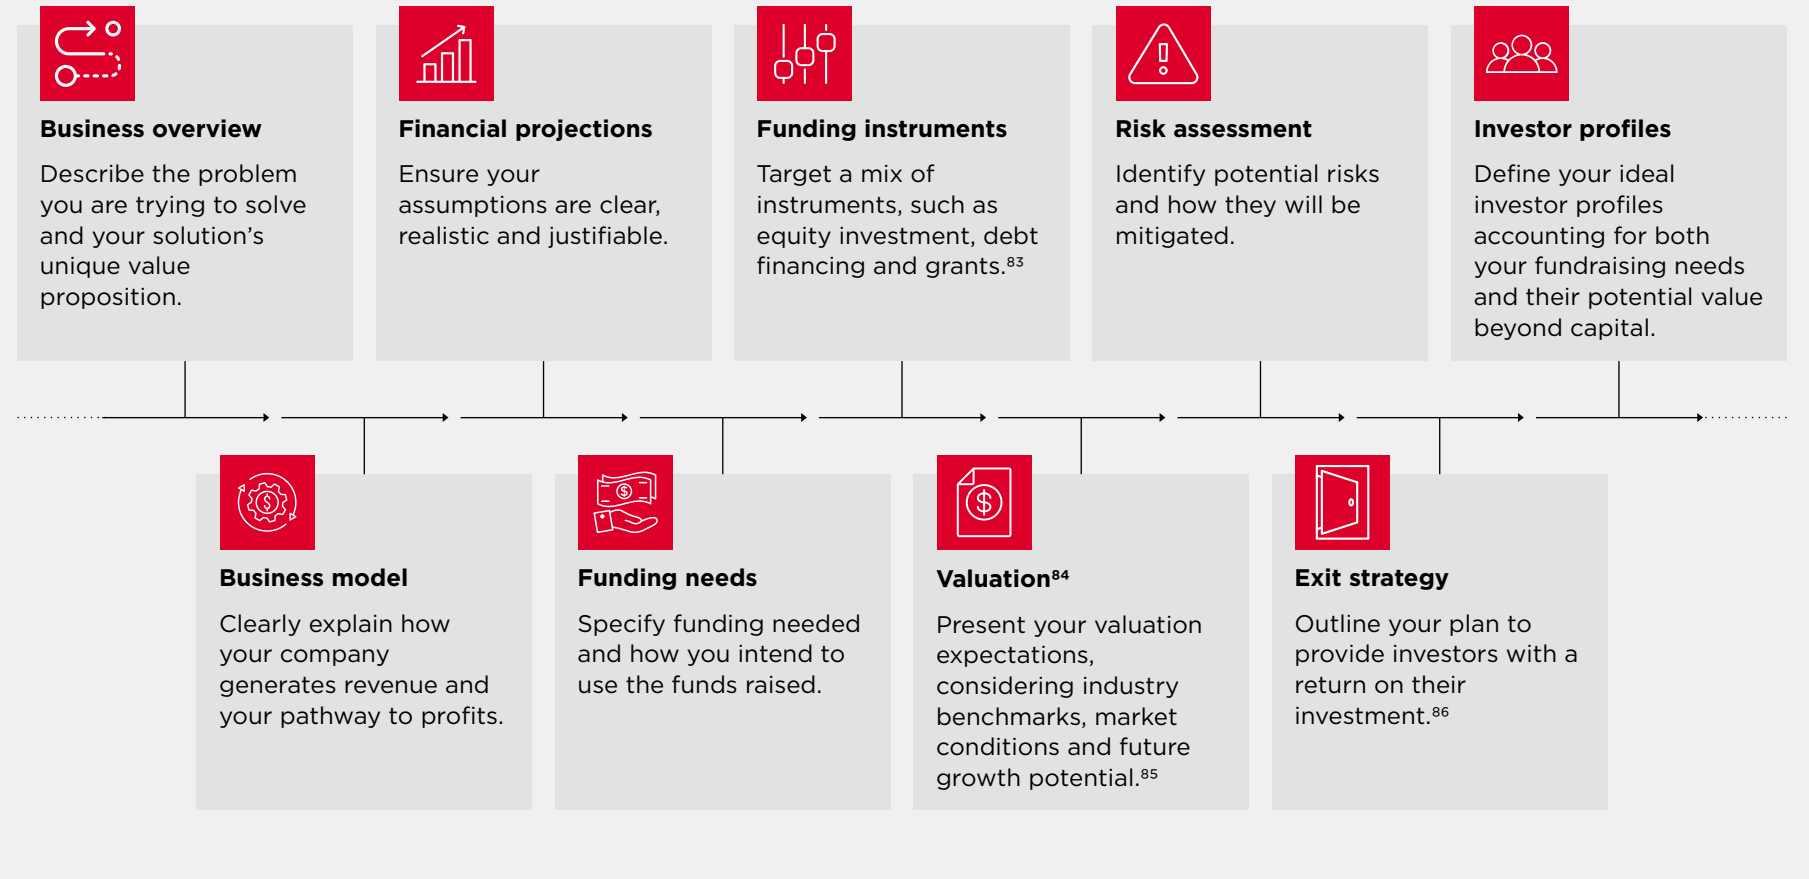 Business overview
Describe the problem
you are trying to solve
and your solution’s
unique value
proposition.
Business model
Clearly explain how
your company
generates revenue and
your pathway to profits.
Financial projections
Ensure your
assumptions are clear,
realistic and justifiable.
Funding needs
Specify funding needed
and how you intend to
use the funds raised.
Funding instruments
Target a mix of
instruments, such as
equity investment, debt
financing and grants.⁸³
Valuation⁸⁴
Present your valuation
expectations,
considering industry
benchmarks, market
conditions and future
growth potential.⁸⁵
Risk assessment
Identify potential risks
and how they will be
mitigated.
Exit strategy
Outline your plan to
provide investors with a
return on their
investment.⁸⁶
Investor profiles
Define your ideal
investor profiles
accounting for both
your fundraising needs
and their potential value
beyond capital.